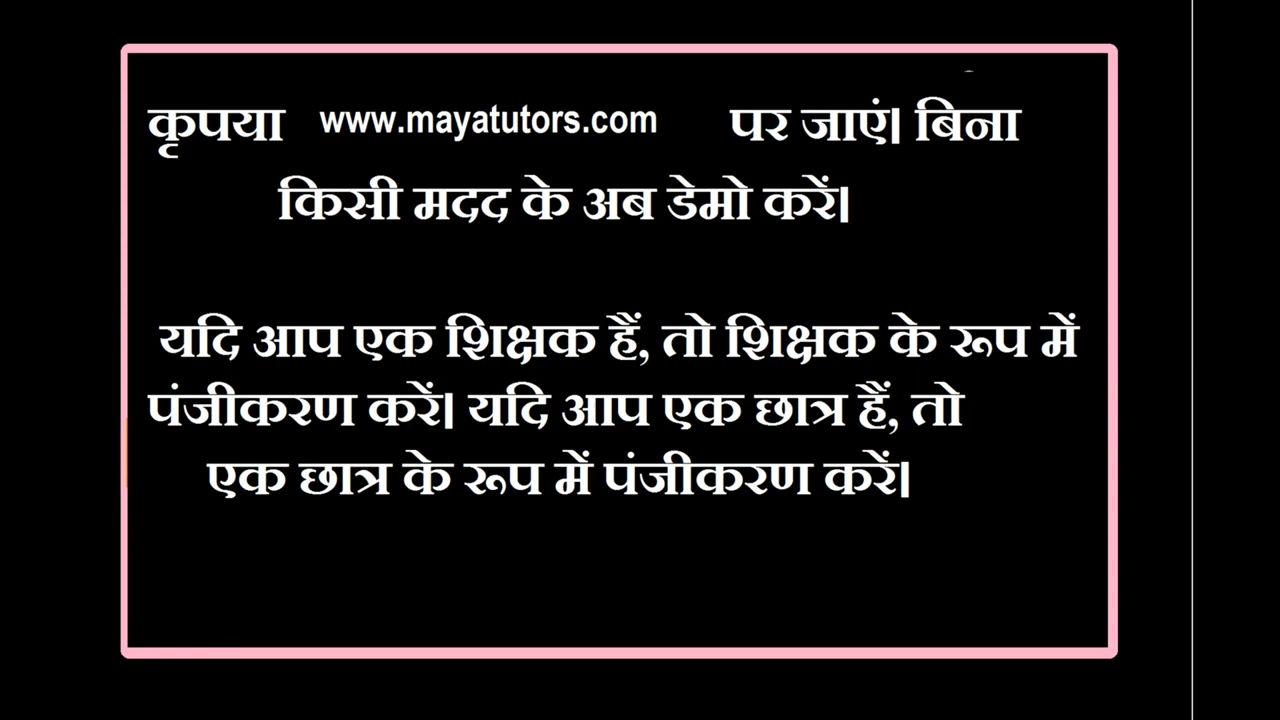 कृपया www.mayatutors.com पर जाएं। बिना
किसी मदद के अब डेमो करें।
यदि आप एक शिक्षक हैं, तो शिक्षक के रूप में
पंजीकरण करें। यदि आप एक छात्र हैं, तो
एक छात्र के रूप में पंजीकरण करें।